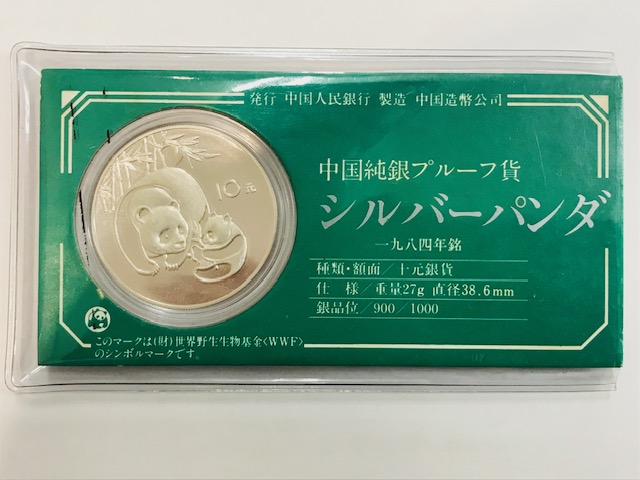 発行 中国人民銀行 製造 中国造幣公司
中国純銀プルーフ貨
シルバーパンダ
一九八四年銘
種類・額面／十元銀貨
仕 様／重量27g 直径38.6mm
銀品位／900／1000
10元
このマークは(財)世界野生生物基金〈WWF〉
のシンボルマークです。